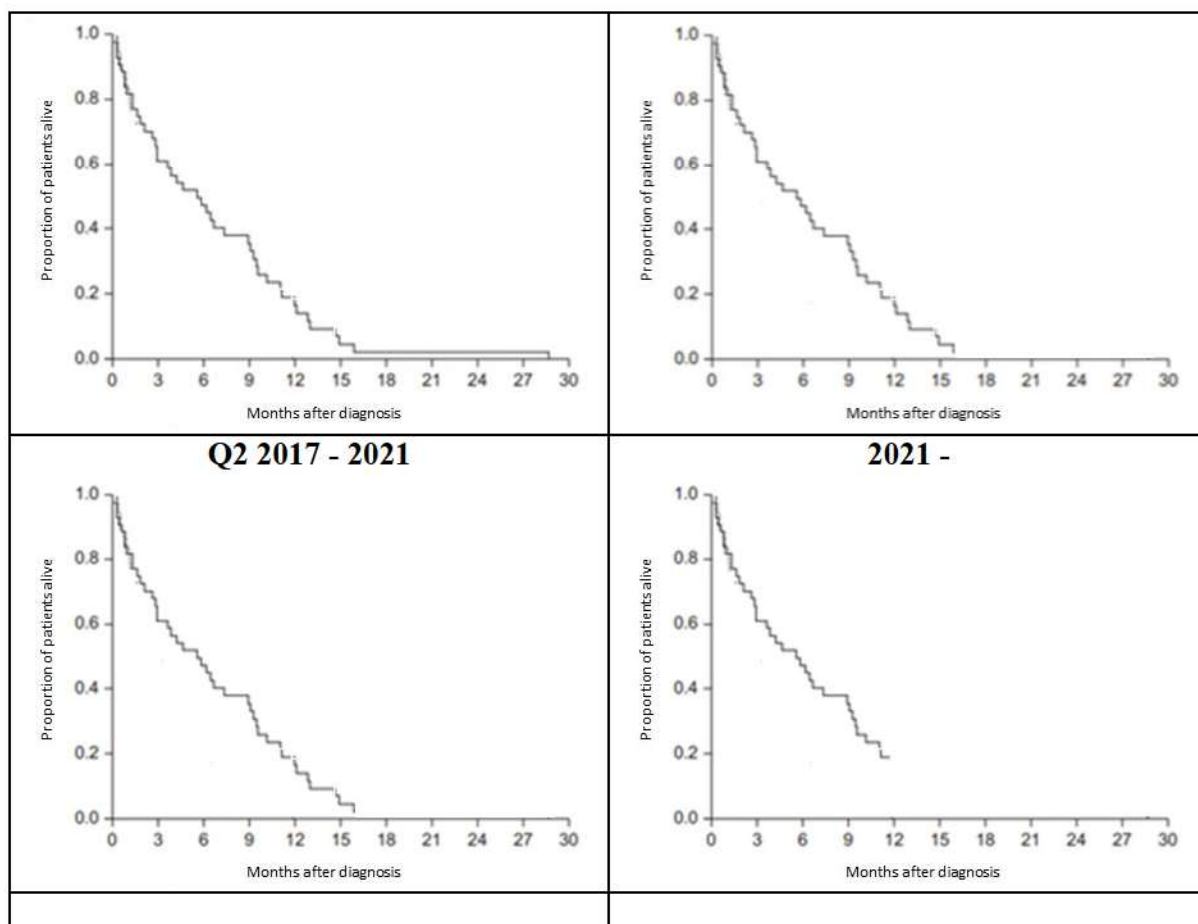 Proportion of patients alive
1.0
0.8
0.6
0.4
0.2
0.0
0 3 6 9 12 15 18 21 24 27 30
Months after diagnosis
Proportion of patients alive
1.0
0.8
0.6
0.4
0.2
0.0
0 3 6 9 12 15 18 21 24 27 30
Months after diagnosis
Q2 2017 - 2021
Proportion of patients alive
1.0
0.8
0.6
0.4
0.2
0.0
0 3 6 9 12 15 18 21 24 27 30
Months after diagnosis
2021 -
Proportion of patients alive
1.0
0.8
0.6
0.4
0.2
0.0
0 3 6 9 12 15 18 21 24 27 30
Months after diagnosis